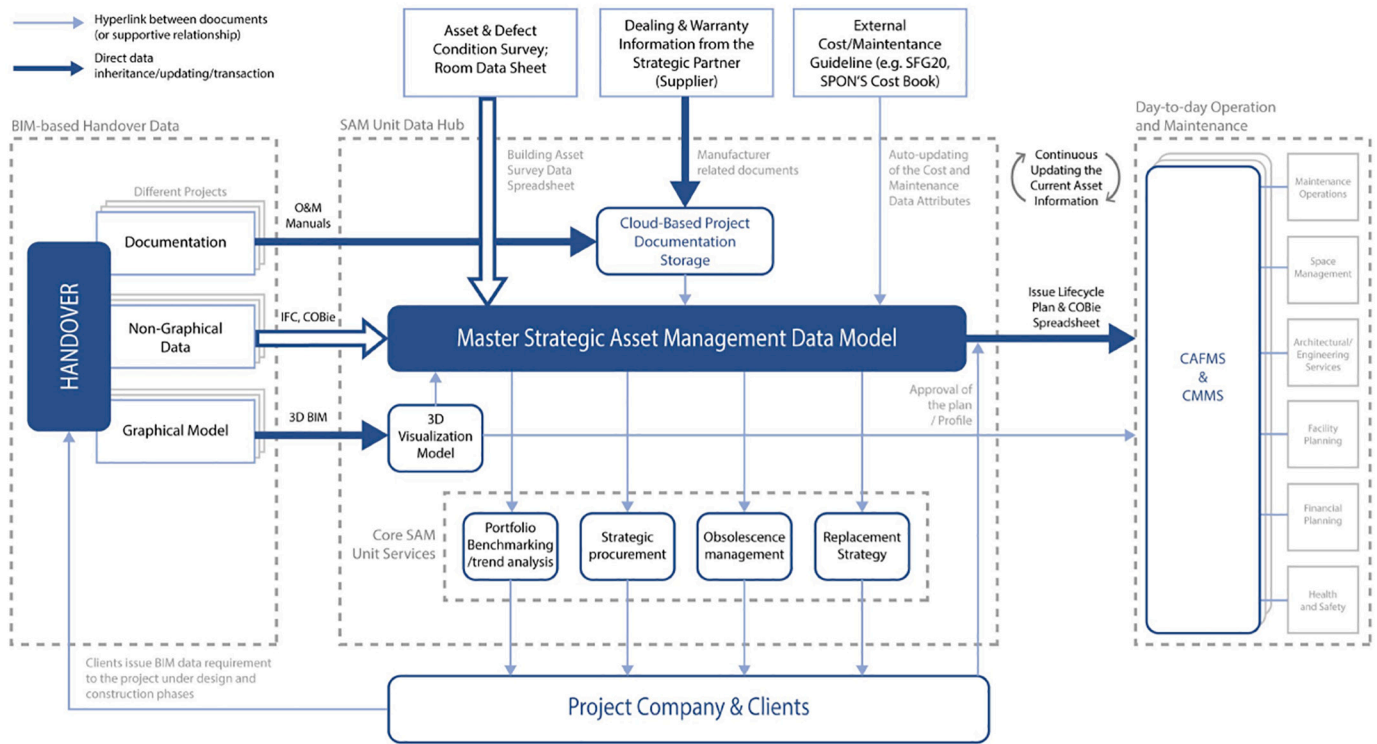 Hyperlink between doocuments
(or supportive relationship)
Direct data
inheritance/updating/transaction
Asset & Defect
Condition Survey;
Room Data Sheet
Dealing & Warranty
Information from the
Strategic Partner
(Supplier)
External
Cost/Maintentance
Guideline (e.g. SFG20,
SPON'S Cost Book)
BIM-based Handover Data
SAM Unit Data Hub
Day-to-day Operation
and Maintenance
Building Asset
Survey Data
Spreadsheet
Manufacturer
related documents
Auto-updating
of the Cost and
Maintenance
Data Attributes
Continuous
Updating the
Current Asset
Information
Different Projects
Documentation
O&M
Manuals
Cloud-Based Project
Documentation
Storage
HANDOVER
Non-Graphical
Data
IFC, COBie
Master Strategic Asset Management Data Model
Issue Lifecycle
Plan & COBie
Spreadsheet
Graphical Model
3D BIM
3D
Visualization
Model
Approval of
the plan
/ Profile
CAFMS
&
CMMS
Maintenance
Operations
Space
Management
Architectural/
Engineering
Services
Facility
Planning
Financial
Planning
Health
and Safety
Core SAM
Unit Services
Portfolio
Benchmarking
/trend analysis
Strategic
procurement
Obsolescence
management
Replacement
Strategy
Clients issue BIM data requirement
to the project under design and
construction phases
Project Company & Clients